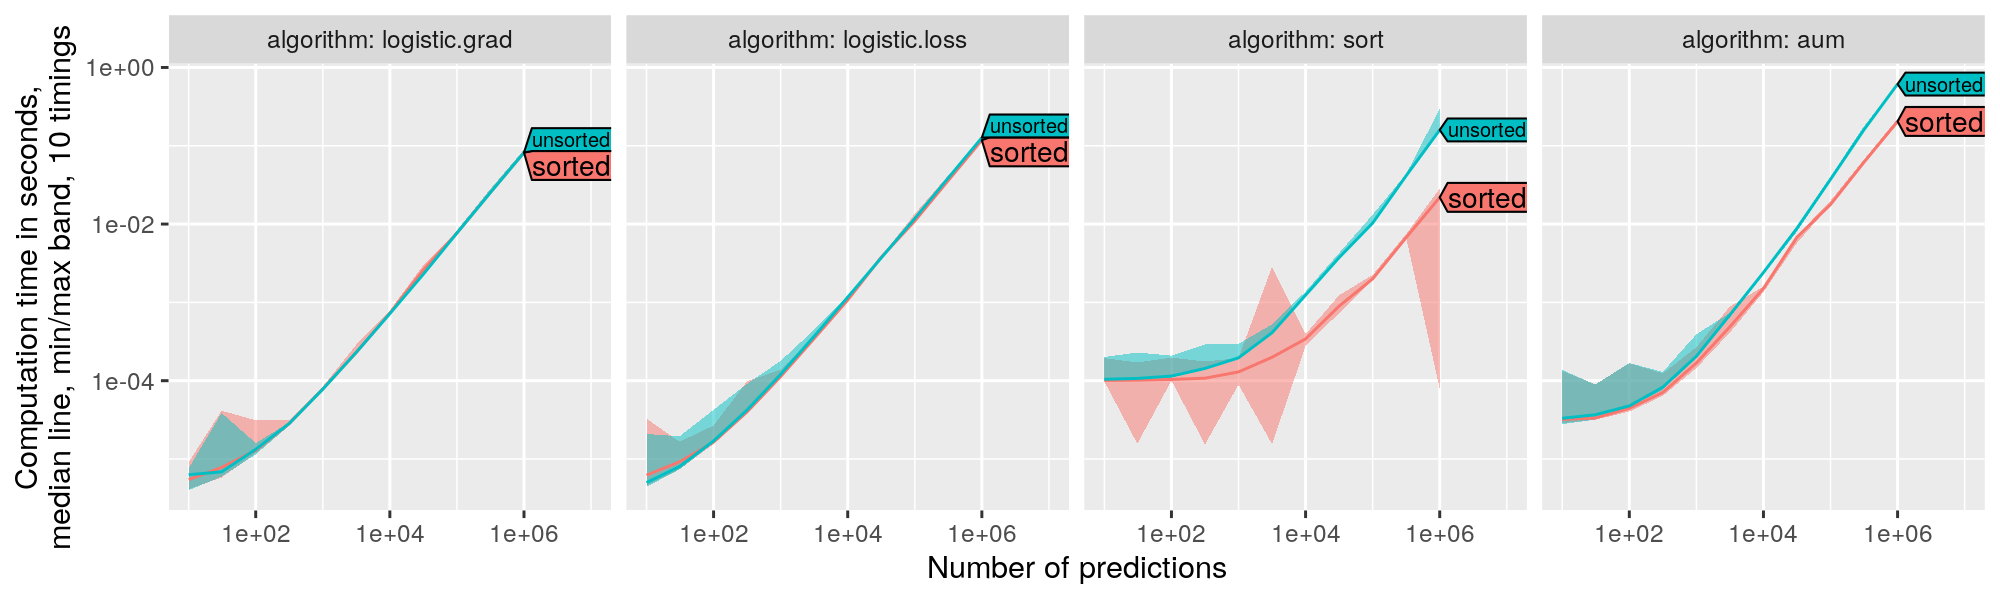 Computation time in seconds,
median line, min/max band, 10 timings
algorithm: logistic.grad
algorithm: logistic.loss
algorithm: sort
algorithm: aum
1e+00
1e-02
1e-04
unsorted
sorted
unsorted
sorted
unsorted
sorted
unsorted
sorted
1e+02
1e+04
1e+06
1e+02
1e+04
1e+06
1e+02
1e+04
1e+06
1e+02
1e+04
1e+06
Number of predictions